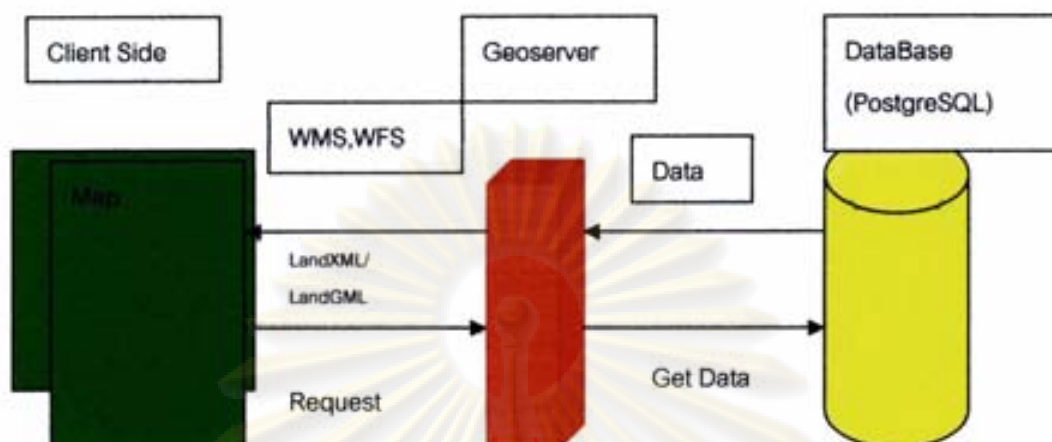 Client Side
Geoserver
DataBase
(PostgreSQL)
WMS,WFS
Data
Map
LandXML/
LandGML
Request
Get Data